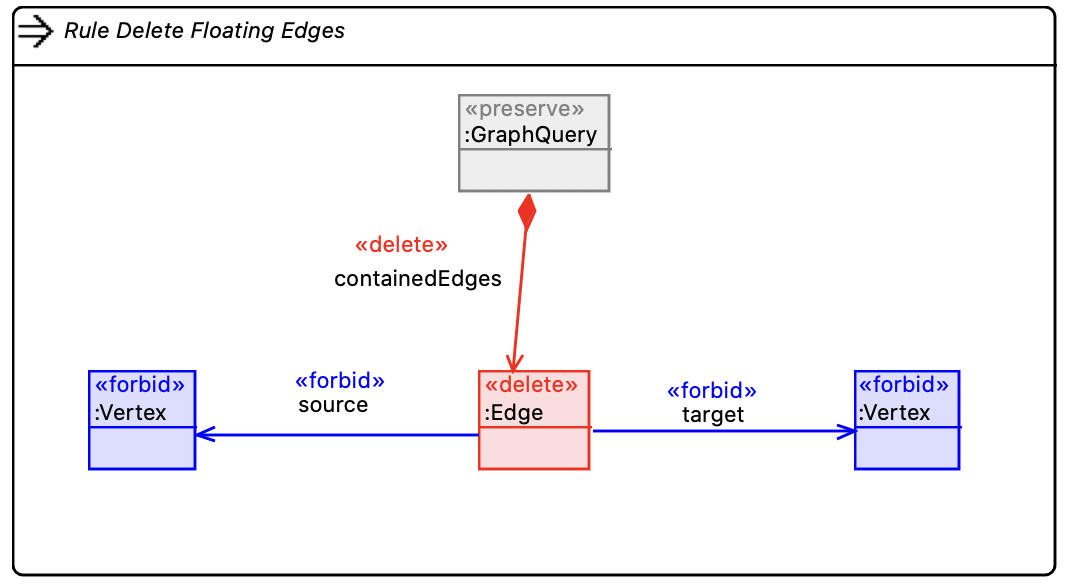 Rule Delete Floating Edges
«preserve»
:GraphQuery
«delete»
containedEdges
«forbid»
:Vertex
«forbid»
source
«delete»
:Edge
«forbid»
target
«forbid»
:Vertex